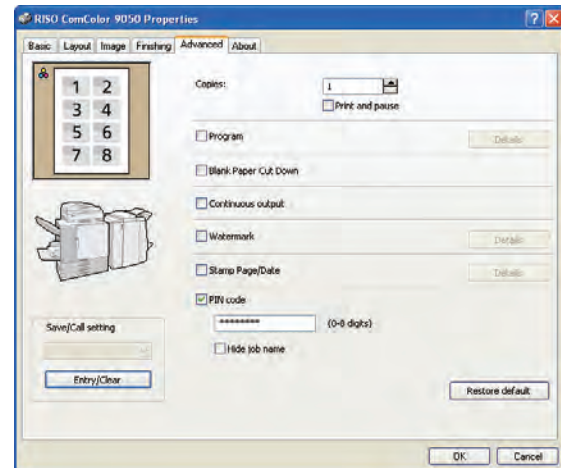 RISO ComColor 9050 Properties
Basic Layout Image Finishing Advanced About
1 2
3 4
5 6
7 8
Copies: 1
Print and pause
Program Details
Blank Paper Cut Down
Continuous output
Watermark Details
Stamp Page/Date Details
PIN code
******** (0-8 digits)
Hide job name
Save/Call setting
Entry/Clear
Restore default
OK Cancel